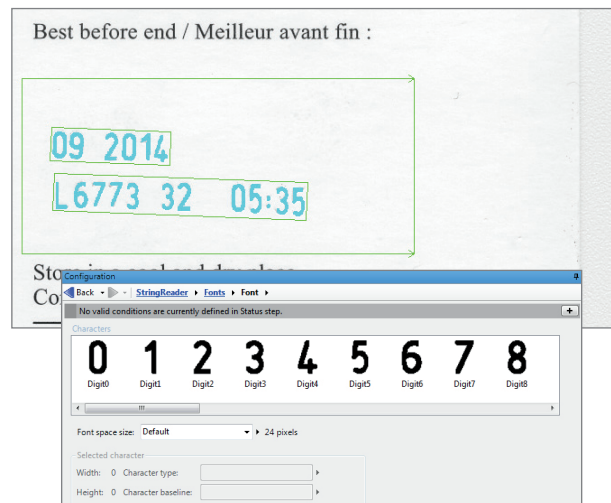 Best before end / Meilleur avant fin :
09 2014
L6773 32 05:35
Configuration
Back StringReader Fonts Font
No valid conditions are currently defined in Status step.
Characters
0 1 2 3 4 5 6 7 8
Digit0 Digit1 Digit2 Digit3 Digit4 Digit5 Digit6 Digit7 Digit8
Font space size: Default 24 pixels
Selected character
Width: 0 Character type:
Height: 0 Character baseline: